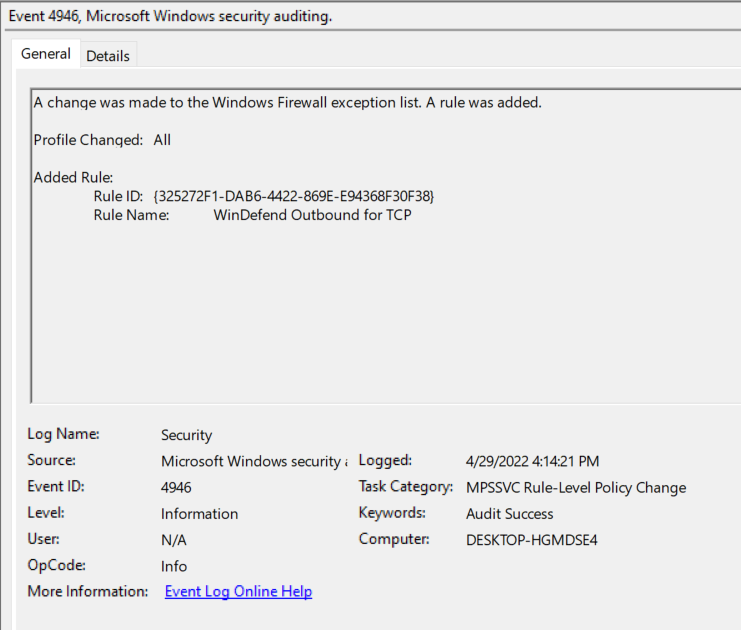 Event 4946, Microsoft Windows security auditing.
General Details
A change was made to the Windows Firewall exception list. A rule was added.
Profile Changed: All
Added Rule:
Rule ID: {325272F1-DAB6-4422-869E-E94368F30F38}
Rule Name: WinDefend Outbound for TCP
Log Name: Security
Source: Microsoft Windows security Logged: 4/29/2022 4:14:21 PM
Event ID: 4946 Task Category: MPSSVC Rule-Level Policy Change
Level: Information Keywords: Audit Success
User: N/A Computer: DESKTOP-HGMDSE4
OpCode: Info
More Information: Event Log Online Help